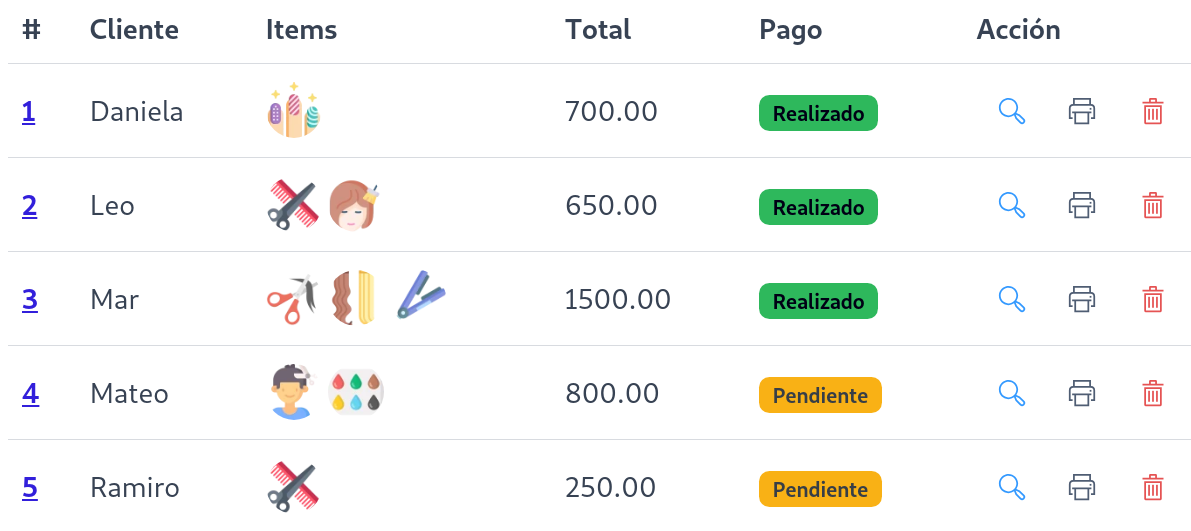 # Cliente Items Total Pago Acción
1 Daniela 700.00 Realizado
2 Leo 650.00 Realizado
3 Mar 1500.00 Realizado
4 Mateo 800.00 Pendiente
5 Ramiro 250.00 Pendiente